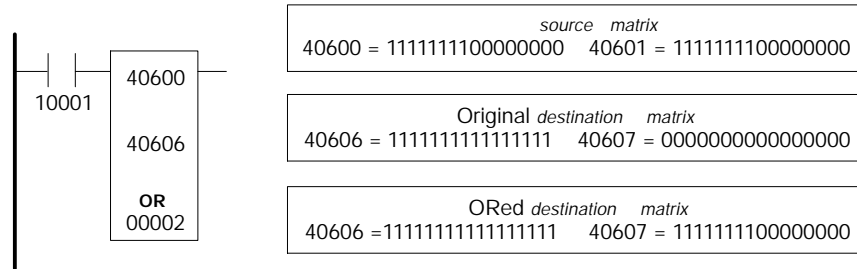 source matrix
40600 = 1111111100000000 40601 = 1111111100000000
40600
10001
40606
Original destination matrix
40606 = 1111111111111111 40607 = 0000000000000000
OR
00002
ORed destination matrix
40606 =1111111111111111 40607 = 1111111100000000